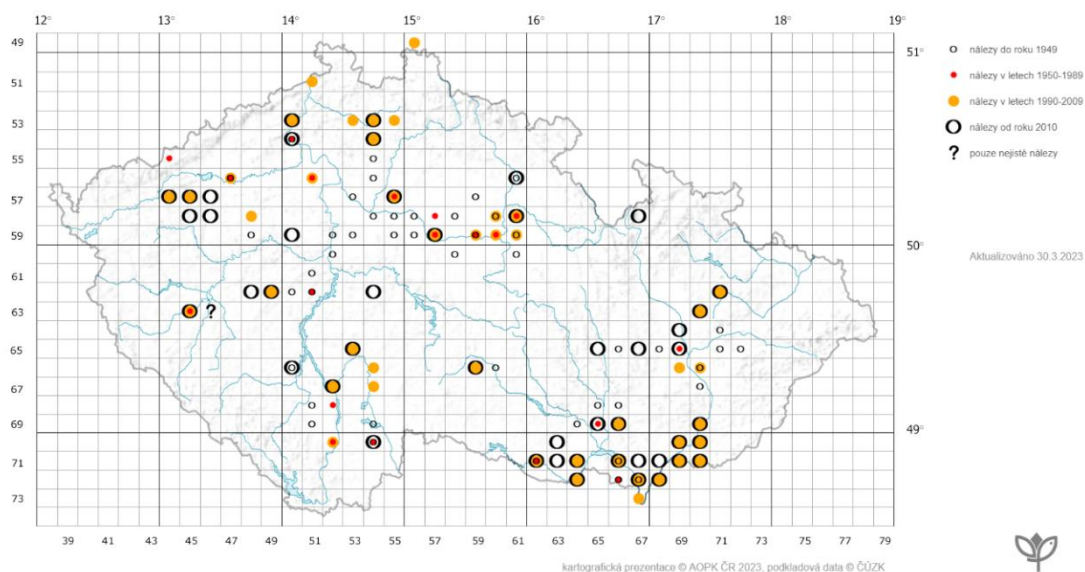 12° 13° 14° 15° 16° 17° 18° 19°
49
51°
51
53
55
57
59
50°
61
63
?
65
67
69
49°
71
73
39 41 43 45 47 49 51 53 55 57 59 61 63 65 67 69 71 73 75 77 79
nálezy do roku 1949
nálezy v letech 1950-1989
nálezy v letech 1990-2009
nálezy od roku 2010
? pouze nejisté nálezy
Aktualizováno 30.3.2023
kartografická prezentace © AOPK ČR 2023, podkladová data © ČÚZK